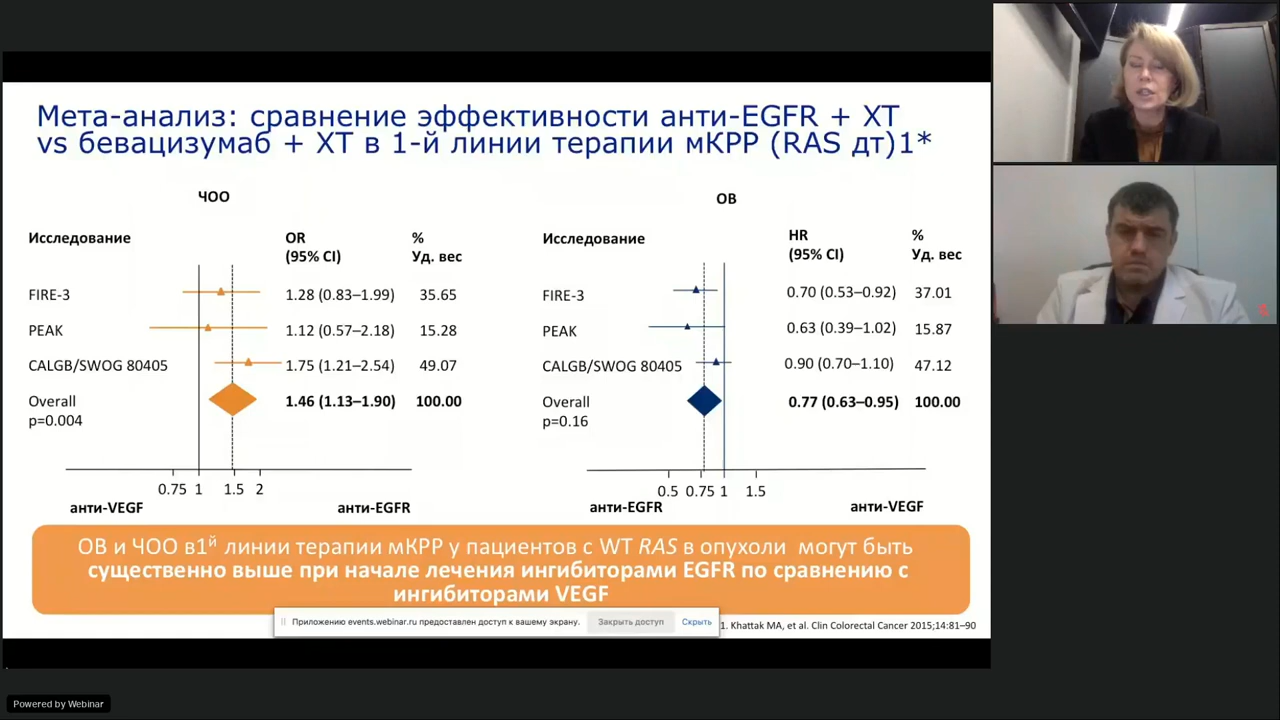 Мета-анализ: сравнение эффективности анти-EGFR + ХТ
vs бевацизумаб + ХТ в 1-й линии терапии мКРР (RAS дт)1*
ЧОО
Исследование OR (95% CI) % Уд. вес
FIRE-3 1.28 (0.83–1.99) 35.65
PEAK 1.12 (0.57–2.18) 15.28
CALGB/SWOG 80405 1.75 (1.21–2.54) 49.07
Overall 1.46 (1.13–1.90) 100.00
p=0.004
0.75 1 1.5 2
анти-VEGF анти-EGFR
ОВ
Исследование HR (95% CI) % Уд. вес
FIRE-3 0.70 (0.53–0.92) 37.01
PEAK 0.63 (0.39–1.02) 15.87
CALGB/SWOG 80405 0.90 (0.70–1.10) 47.12
Overall 0.77 (0.63–0.95) 100.00
p=0.16
0.5 0.75 1 1.5
анти-EGFR анти-VEGF
ОВ и ЧОО в1й линии терапии мКРР у пациентов с WT RAS в опухоли могут быть
существенно выше при начале лечения ингибиторами EGFR по сравнению с
ингибиторами VEGF
Приложению events.webinar.ru предоставлен доступ к вашему экрану. Закрыть доступ Скрыть
1. Khattak MA, et al. Clin Colorectal Cancer 2015;14:81–90
Powered by Webinar